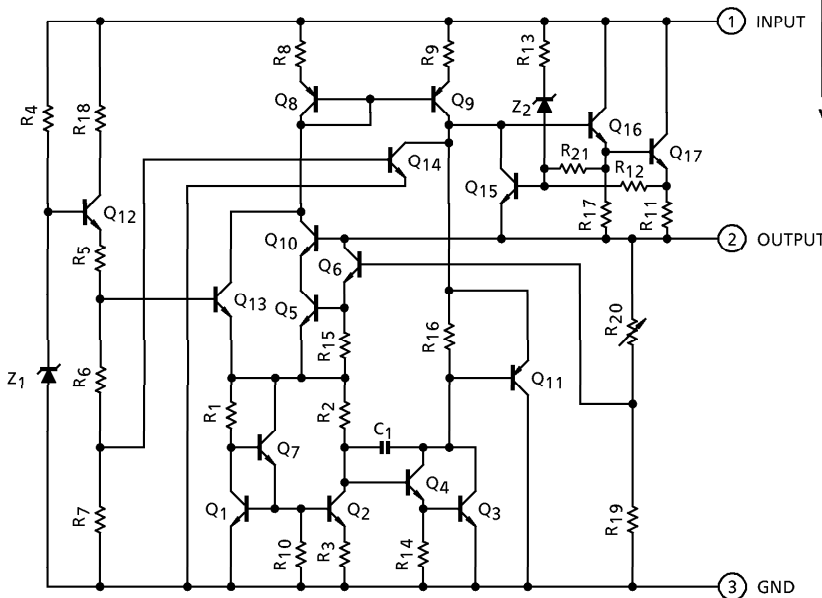 1 INPUT
R8
R9
R13
R4
R18
Q8
Q9
Z2
Q16
Q14
R21
Q17
R12
Q15
Q12
R17
R11
Q10
2 OUTPUT
R5
Q6
Q13
Q5
R20
R15
R16
Z1
R6
Q11
R1
R2
C1
Q7
Q4
R7
Q1
Q2
Q3
R19
R10
R3
R14
3 GND